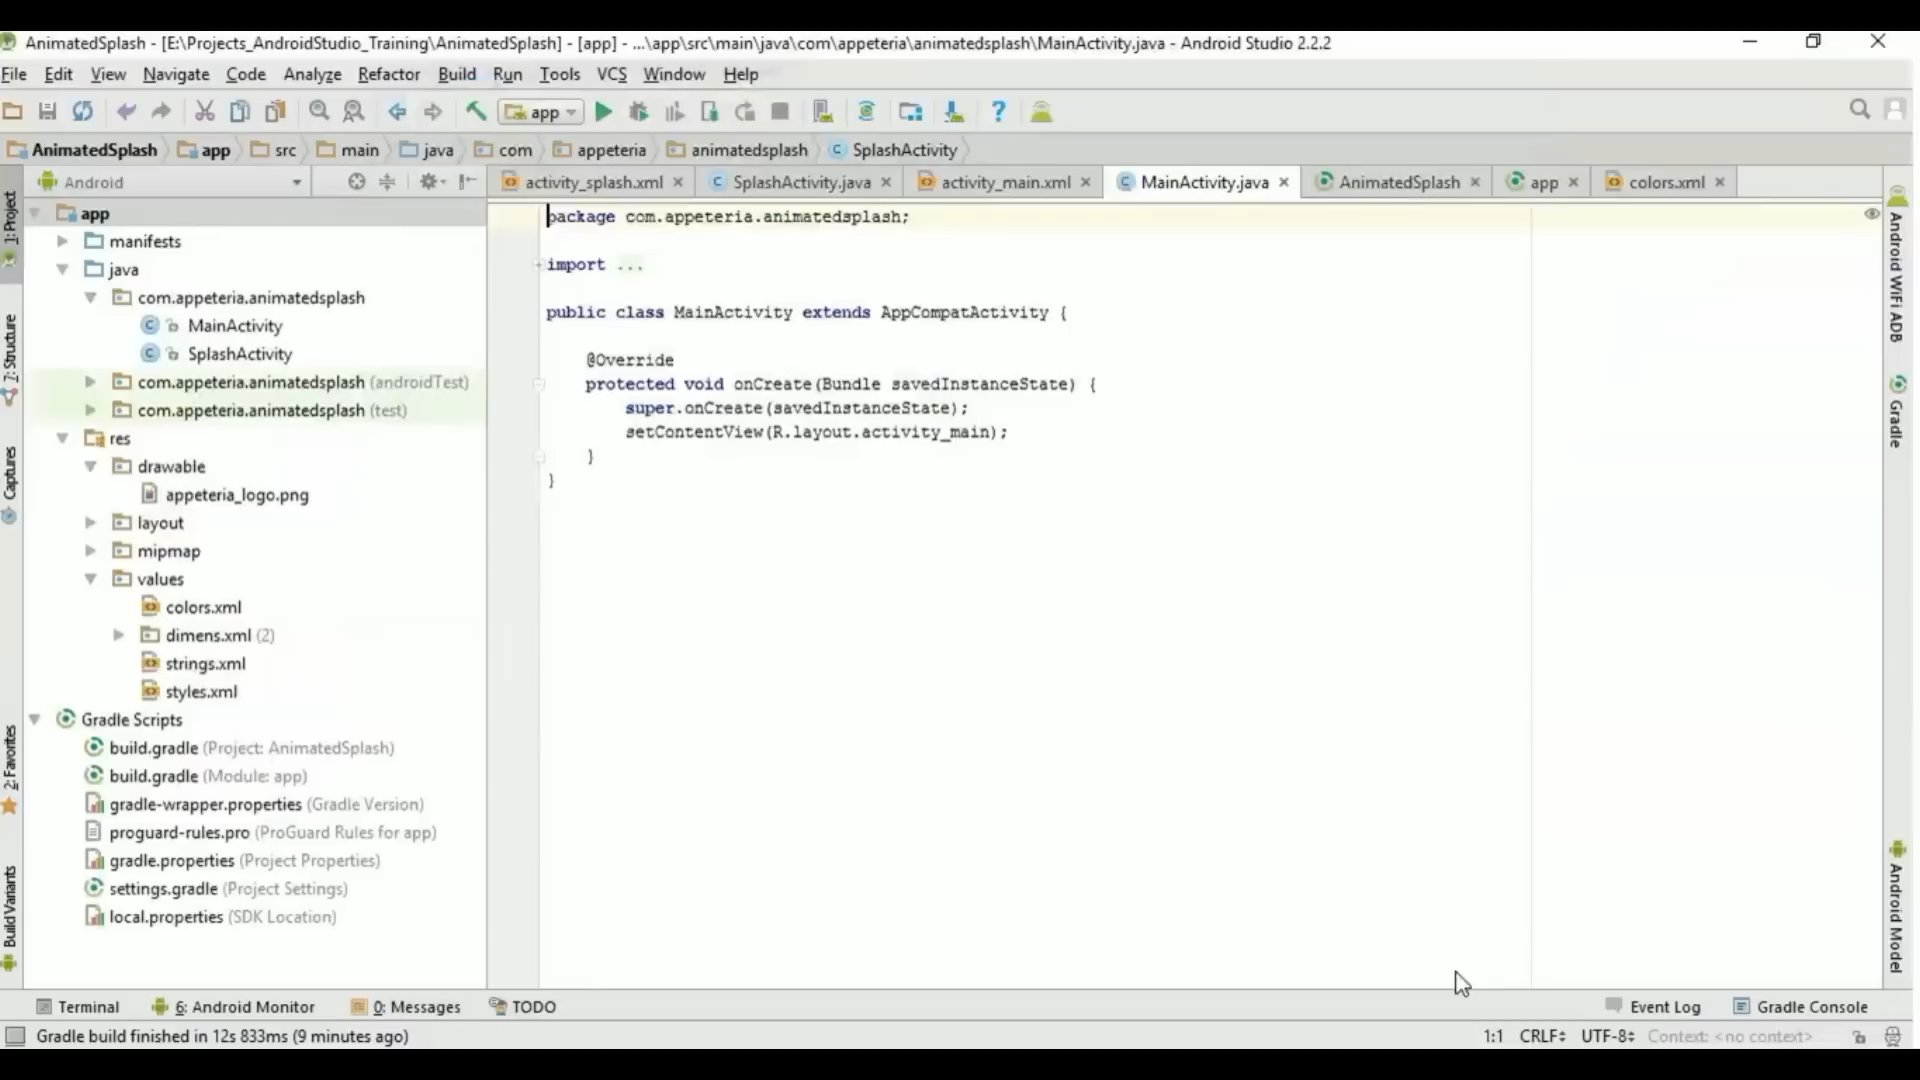 AnimatedSplash - [E:\Projects_AndroidStudio_Training\AnimatedSplash] - [app] - ...\app\src\main\java\com\appeteria\animatedsplash\MainActivity.java - Android Studio 2.2.2
File Edit View Navigate Code Analyze Refactor Build Run Tools VCS Window Help
app
AnimatedSplash app src main java com appeteria animatedsplash SplashActivity
Android
activity_splash.xml SplashActivity.java activity_main.xml MainActivity.java AnimatedSplash app colors.xml
1: Project
7: Structure
Captures
2: Favorites
Build Variants
app
manifests
java
com.appeteria.animatedsplash
MainActivity
SplashActivity
com.appeteria.animatedsplash (androidTest)
com.appeteria.animatedsplash (test)
res
drawable
appeteria_logo.png
layout
mipmap
values
colors.xml
dimens.xml (2)
strings.xml
styles.xml
Gradle Scripts
build.gradle (Project: AnimatedSplash)
build.gradle (Module: app)
gradle-wrapper.properties (Gradle Version)
proguard-rules.pro (ProGuard Rules for app)
gradle.properties (Project Properties)
settings.gradle (Project Settings)
local.properties (SDK Location)
package com.appeteria.animatedsplash;
import ...
public class MainActivity extends AppCompatActivity {
@Override
protected void onCreate(Bundle savedInstanceState) {
super.onCreate(savedInstanceState);
setContentView(R.layout.activity_main);
}
}
Android WiFi ADB
Gradle
Android Model
Terminal 6: Android Monitor 0: Messages TODO Event Log Gradle Console
Gradle build finished in 12s 833ms (9 minutes ago) 1:1 CRLF UTF-8 Context: <no context>